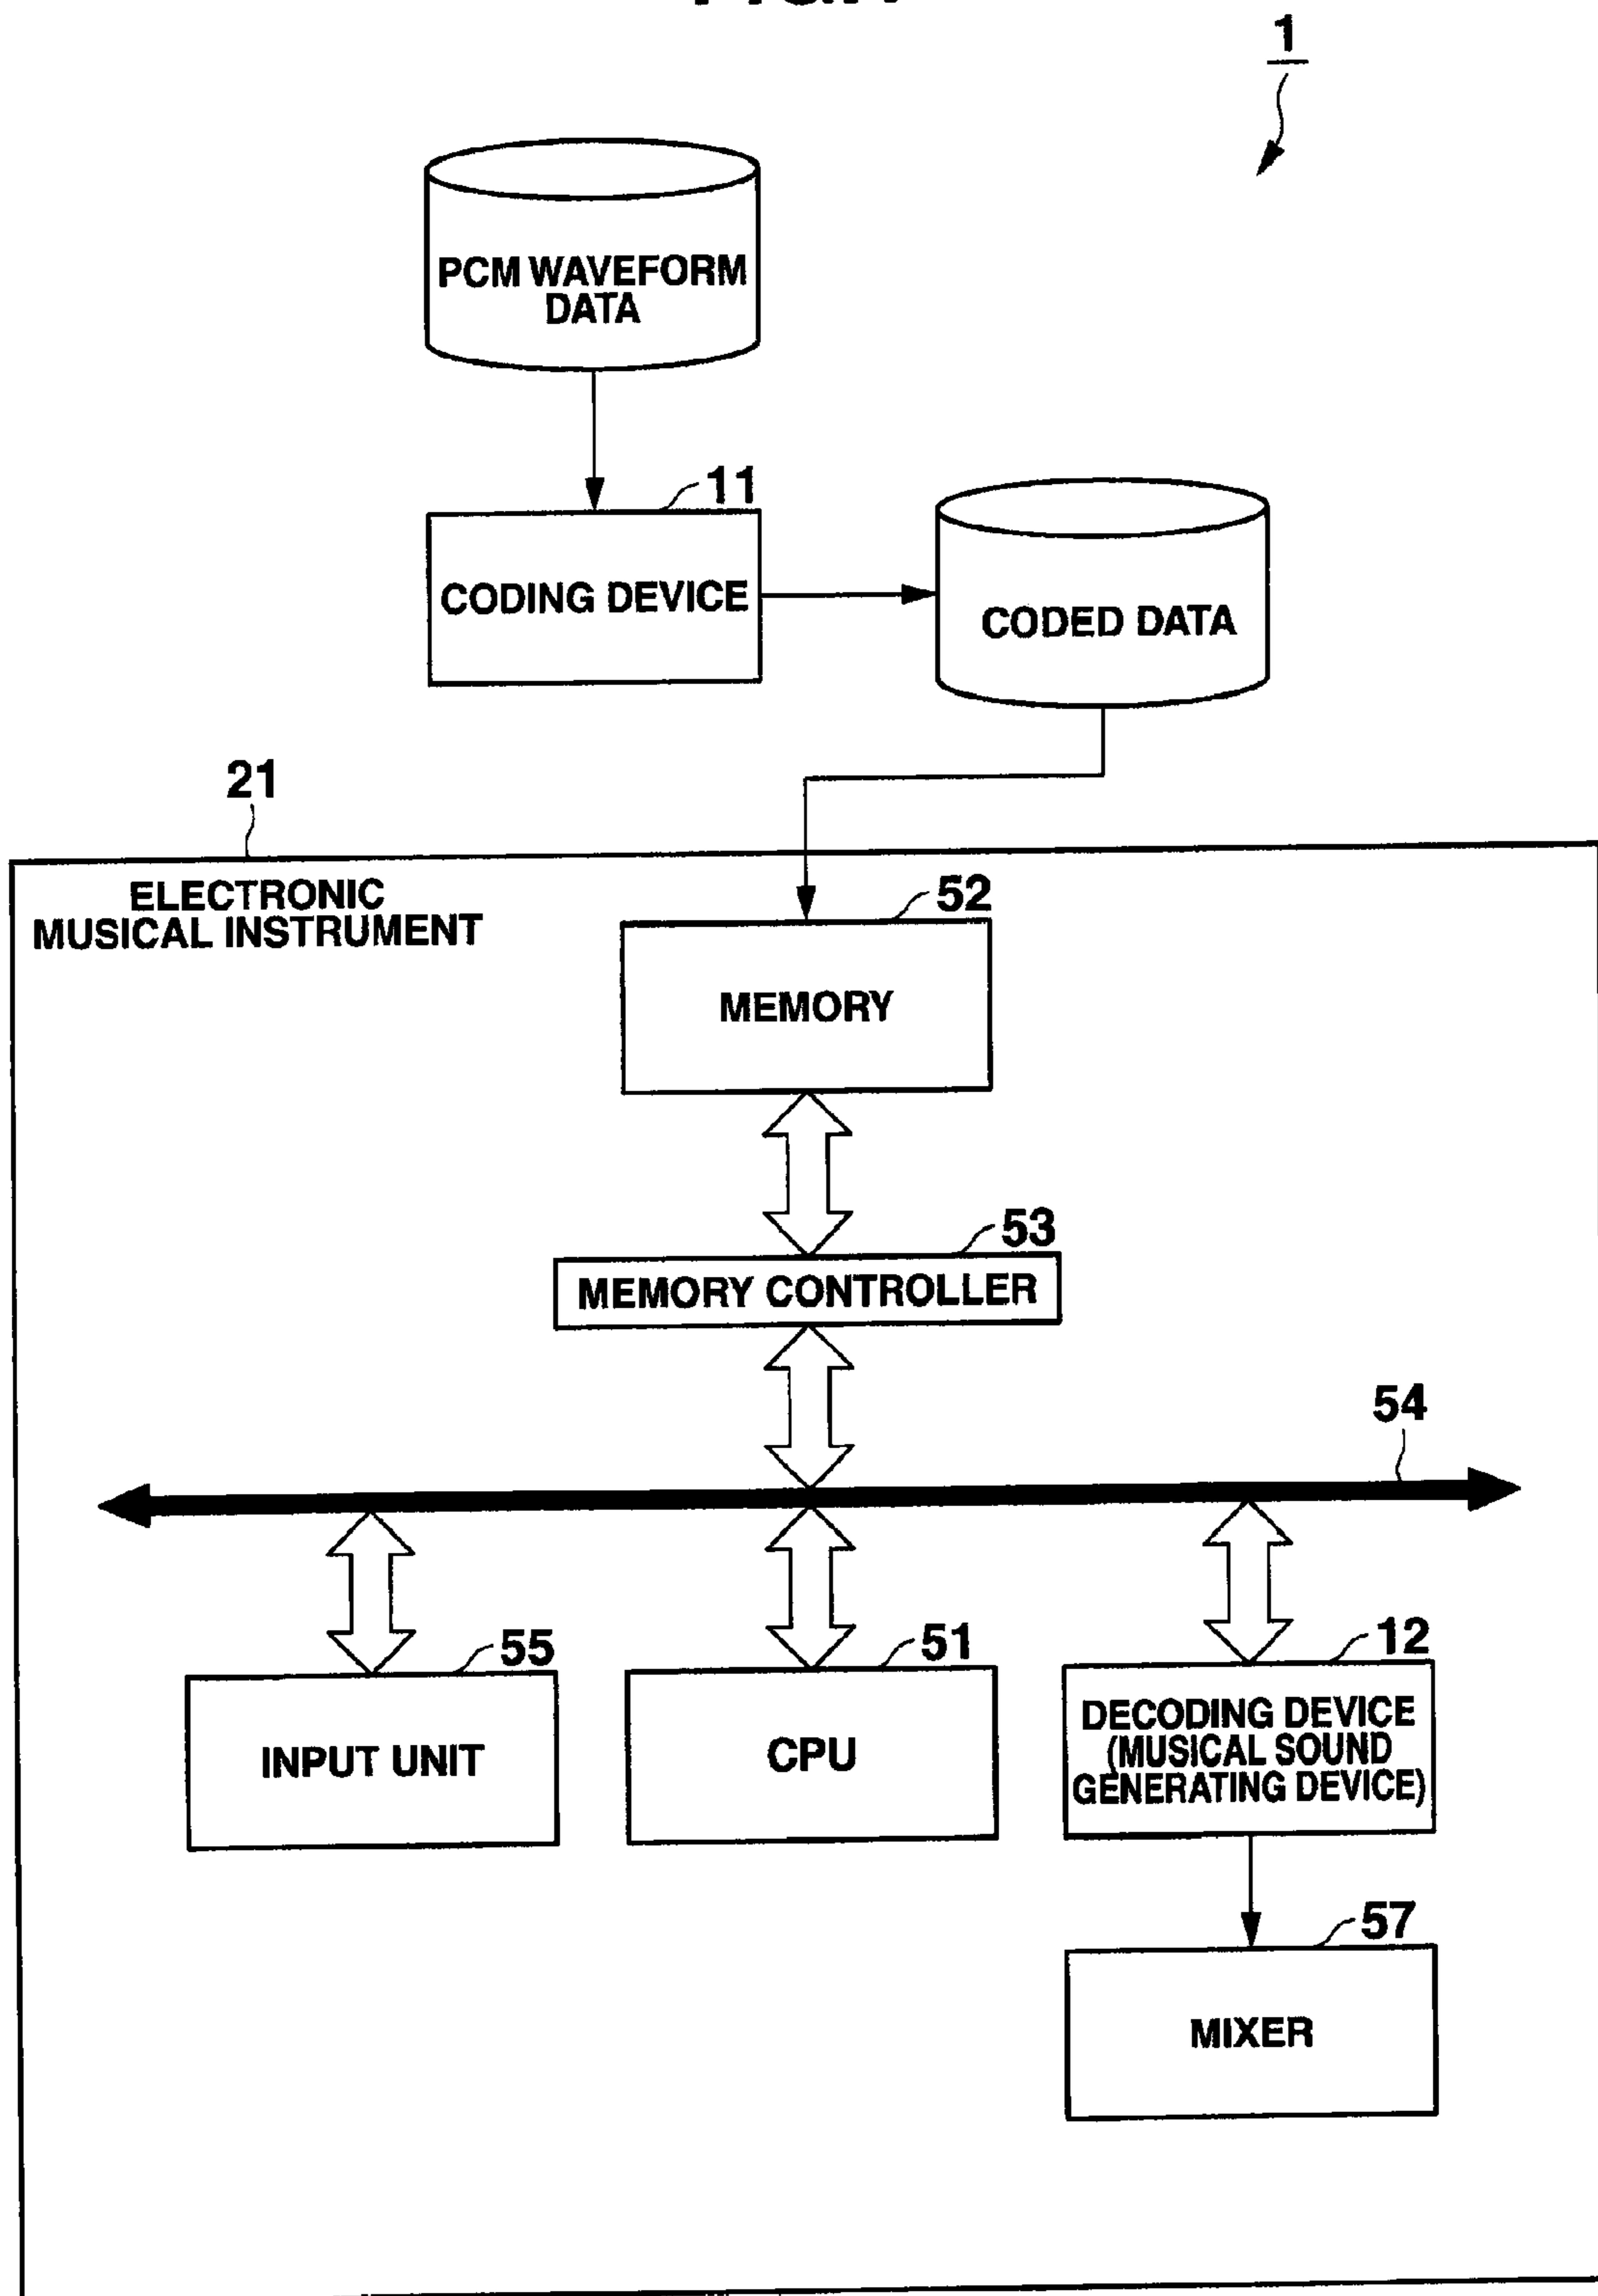 1
PCM WAVEFORM
DATA
11
CODING DEVICE
CODED DATA
21
ELECTRONIC
MUSICAL INSTRUMENT
52
MEMORY
53
MEMORY CONTROLLER
54
55
INPUT UNIT
51
CPU
12
DECODING DEVICE
(MUSICAL SOUND
GENERATING DEVICE)
57
MIXER